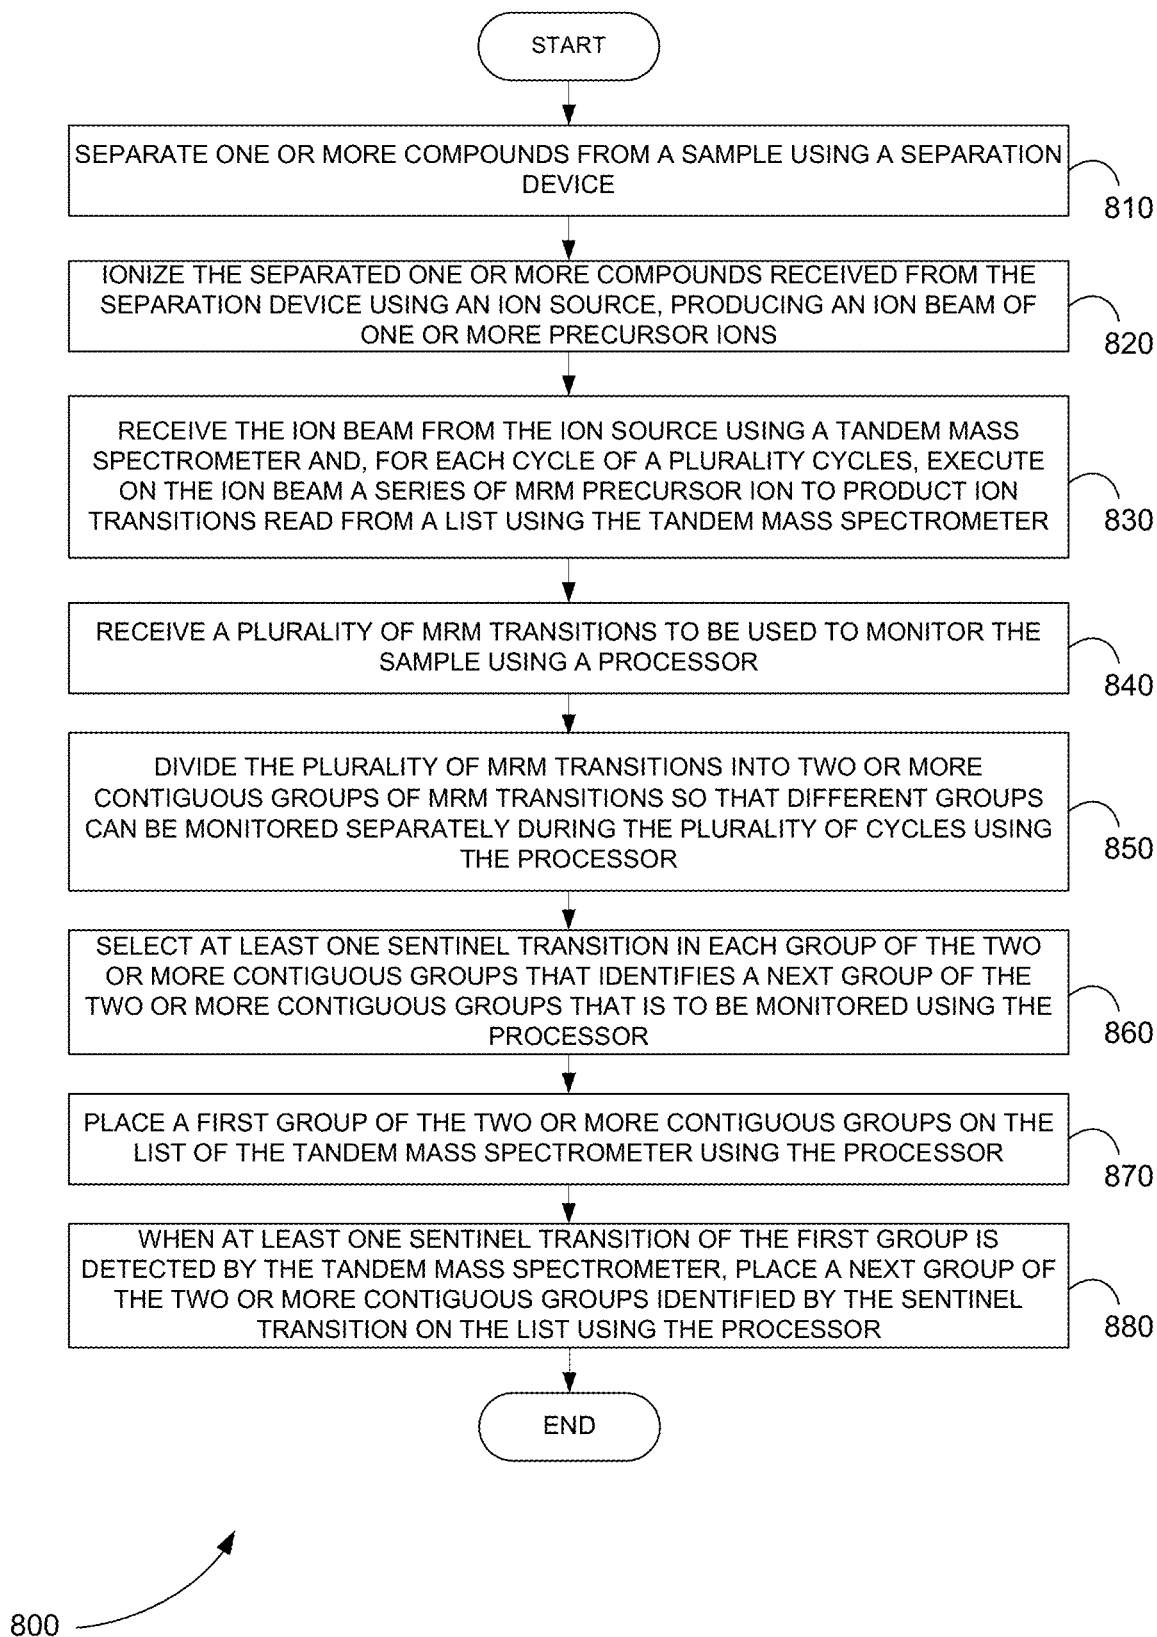 START
SEPARATE ONE OR MORE COMPOUNDS FROM A SAMPLE USING A SEPARATION
DEVICE
810
IONIZE THE SEPARATED ONE OR MORE COMPOUNDS RECEIVED FROM THE
SEPARATION DEVICE USING AN ION SOURCE, PRODUCING AN ION BEAM OF
ONE OR MORE PRECURSOR IONS
820
RECEIVE THE ION BEAM FROM THE ION SOURCE USING A TANDEM MASS
SPECTROMETER AND, FOR EACH CYCLE OF A PLURALITY CYCLES, EXECUTE
ON THE ION BEAM A SERIES OF MRM PRECURSOR ION TO PRODUCT ION
TRANSITIONS READ FROM A LIST USING THE TANDEM MASS SPECTROMETER
830
RECEIVE A PLURALITY OF MRM TRANSITIONS TO BE USED TO MONITOR THE
SAMPLE USING A PROCESSOR
840
DIVIDE THE PLURALITY OF MRM TRANSITIONS INTO TWO OR MORE
CONTIGUOUS GROUPS OF MRM TRANSITIONS SO THAT DIFFERENT GROUPS
CAN BE MONITORED SEPARATELY DURING THE PLURALITY OF CYCLES USING
THE PROCESSOR
850
SELECT AT LEAST ONE SENTINEL TRANSITION IN EACH GROUP OF THE TWO
OR MORE CONTIGUOUS GROUPS THAT IDENTIFIES A NEXT GROUP OF THE
TWO OR MORE CONTIGUOUS GROUPS THAT IS TO BE MONITORED USING THE
PROCESSOR
860
PLACE A FIRST GROUP OF THE TWO OR MORE CONTIGUOUS GROUPS ON THE
LIST OF THE TANDEM MASS SPECTROMETER USING THE PROCESSOR
870
WHEN AT LEAST ONE SENTINEL TRANSITION OF THE FIRST GROUP IS
DETECTED BY THE TANDEM MASS SPECTROMETER, PLACE A NEXT GROUP OF
THE TWO OR MORE CONTIGUOUS GROUPS IDENTIFIED BY THE SENTINEL
TRANSITION ON THE LIST USING THE PROCESSOR
880
END
800